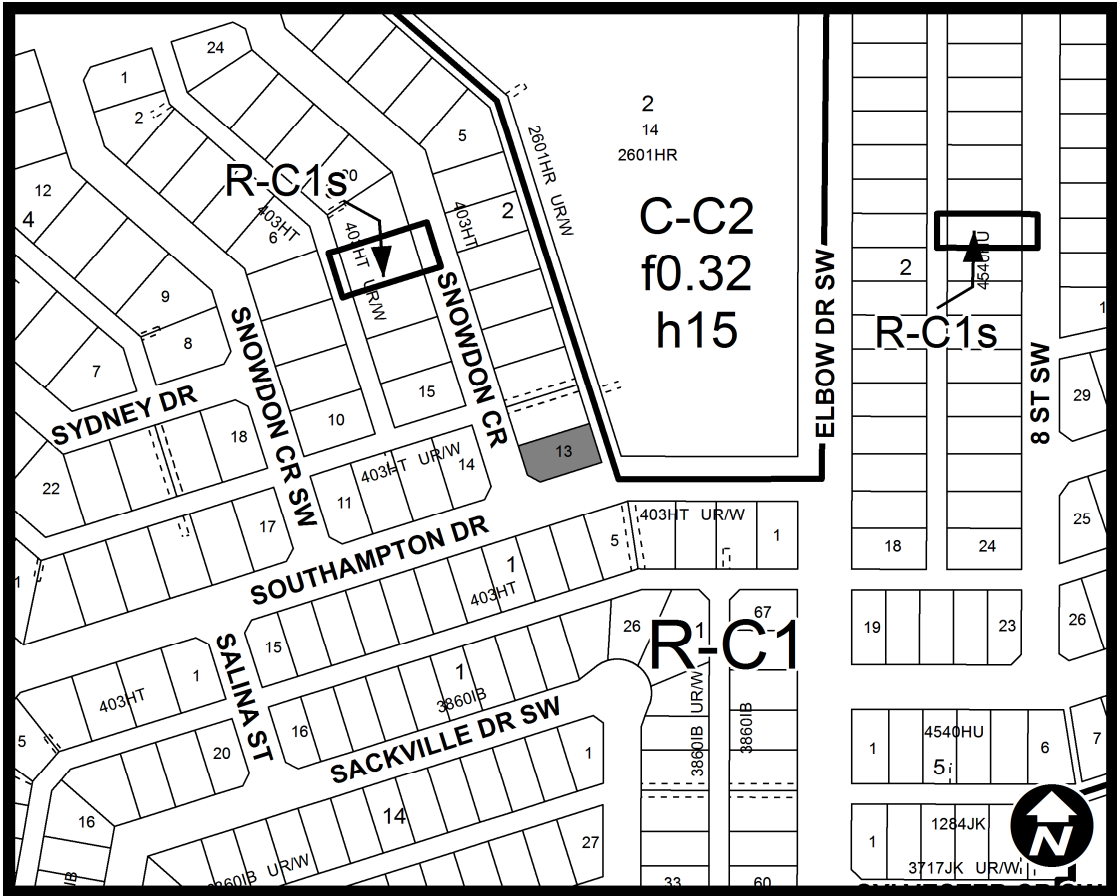 24
1
2
12
4
R-C1s
20
403HT
6
403HT UR/W
403HT
5
2
2601HR UR/W
2
14
2601HR
C-C2
f0.32
h15
ELBOW DR SW
2
4540HU
R-C1s
8 ST SW
1
29
25
26
9
8
7
SYDNEY DR
SNOWDON CR SW
SNOWDON CR
10
15
13
18
22
17
11
403HT UR/W
14
SOUTHAMPTON DR
1
403HT
5
403HT UR/W
1
18
24
1
15
SALINA ST
1
403HT
5
20
16
1
3860IB
SACKVILLE DR SW
1
26
1
67
R-C1
3860IB UR/W
3860IB
19
23
4540HU
1
5
6
7
16
14
27
33
60
1
1284JK
3717JK UR/W
N